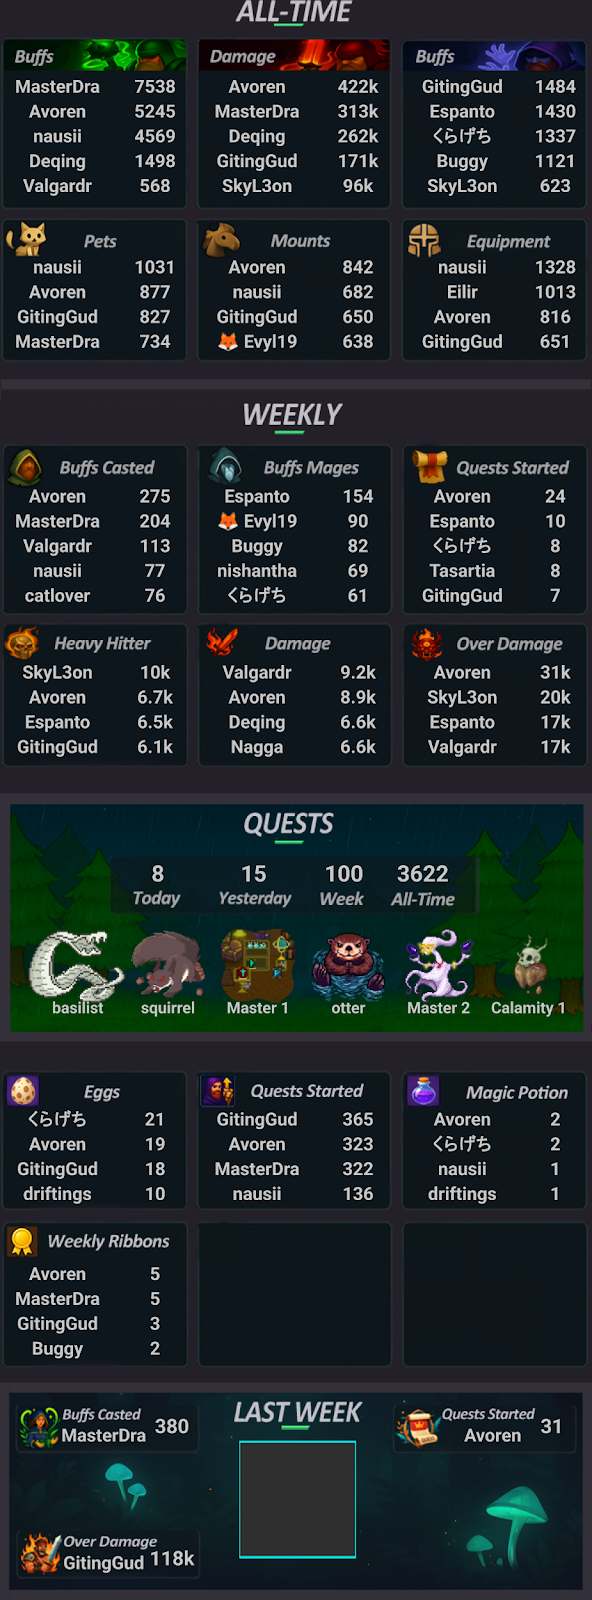 ALL-TIME
Buffs
MasterDra 7538
Avoren 5245
nausii 4569
Deqing 1498
Valgardr 568
Damage
Avoren 422k
MasterDra 313k
Deqing 262k
GitingGud 171k
SkyL3on 96k
Buffs
GitingGud 1484
Espanto 1430
くらげち 1337
Buggy 1121
SkyL3on 623
Pets
nausii 1031
Avoren 877
GitingGud 827
MasterDra 734
Mounts
Avoren 842
nausii 682
GitingGud 650
🦊 Evyl19 638
Equipment
nausii 1328
Eilir 1013
Avoren 816
GitingGud 651
WEEKLY
Buffs Casted
Avoren 275
MasterDra 204
Valgardr 113
nausii 77
catlover 76
Buffs Mages
Espanto 154
🦊 Evyl19 90
Buggy 82
nishantha 69
くらげち 61
Quests Started
Avoren 24
Espanto 10
くらげち 8
Tasartia 8
GitingGud 7
Heavy Hitter
SkyL3on 10k
Avoren 6.7k
Espanto 6.5k
GitingGud 6.1k
Damage
Valgardr 9.2k
Avoren 8.9k
Deqing 6.6k
Nagga 6.6k
Over Damage
Avoren 31k
SkyL3on 20k
Espanto 17k
Valgardr 17k
QUESTS
8 15 100 3622
Today Yesterday Week All-Time
basilist squirrel Master 1 otter Master 2 Calamity 1
Eggs
くらげち 21
Avoren 19
GitingGud 18
driftings 10
Quests Started
GitingGud 365
Avoren 323
MasterDra 322
nausii 136
Magic Potion
Avoren 2
くらげち 2
nausii 1
driftings 1
Weekly Ribbons
Avoren 5
MasterDra 5
GitingGud 3
Buggy 2
LAST WEEK
Buffs Casted
MasterDra 380
Quests Started
Avoren 31
Over Damage
GitingGud 118k